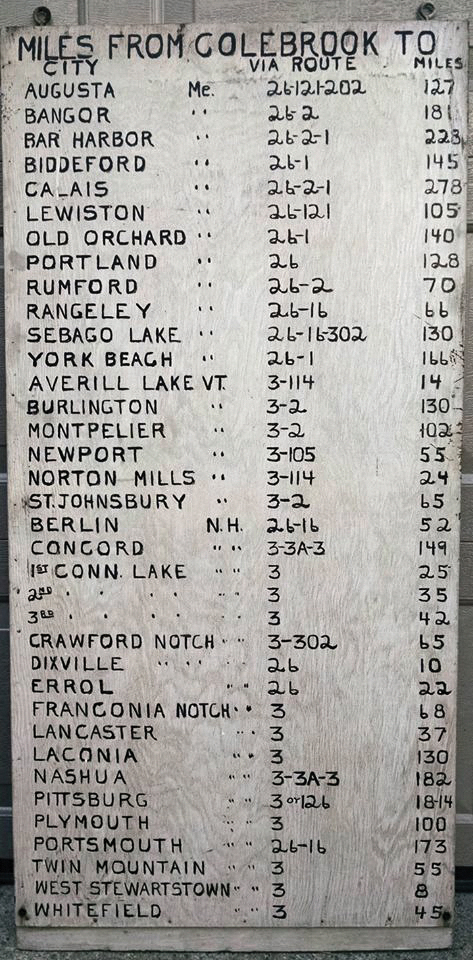 MILES FROM COLEBROOK TO
CITY VIA ROUTE MILES
AUGUSTA Me. 26-121-202 127
BANGOR " 26-2 181
BAR HARBOR " 26-2-1 223
BIDDEFORD " 26-1 145
CALAIS " 26-2-1 278
LEWISTON " 26-121 105
OLD ORCHARD " 26-1 140
PORTLAND " 26 128
RUMFORD " 26-2 70
RANGELEY " 26-16 66
SEBAGO LAKE " 26-16-302 130
YORK BEACH " 26-1 166
AVERILL LAKE VT. 3-114 14
BURLINGTON " 3-2 130
MONTPELIER " 3-2 102
NEWPORT " 3-105 55
NORTON MILLS " 3-114 24
ST. JOHNSBURY " 3-2 65
BERLIN N.H. 26-16 52
CONCORD " " 3-3A-3 149
1ST CONN. LAKE " " 3 25
2ND " " " " 3 35
3RD " " " " 3 42
CRAWFORD NOTCH " " 3-302 65
DIXVILLE " " " " 26 10
ERROL " " 26 22
FRANCONIA NOTCH " " 3 68
LANCASTER " " 3 37
LACONIA " " 3 130
NASHUA " " 3-3A-3 182
PITTSBURG " " 3 or 126 18-14
PLYMOUTH " " 3 100
PORTSMOUTH " " 26-16 173
TWIN MOUNTAIN " " 3 55
WEST STEWARTSTOWN " " 3 8
WHITEFIELD " " 3 45